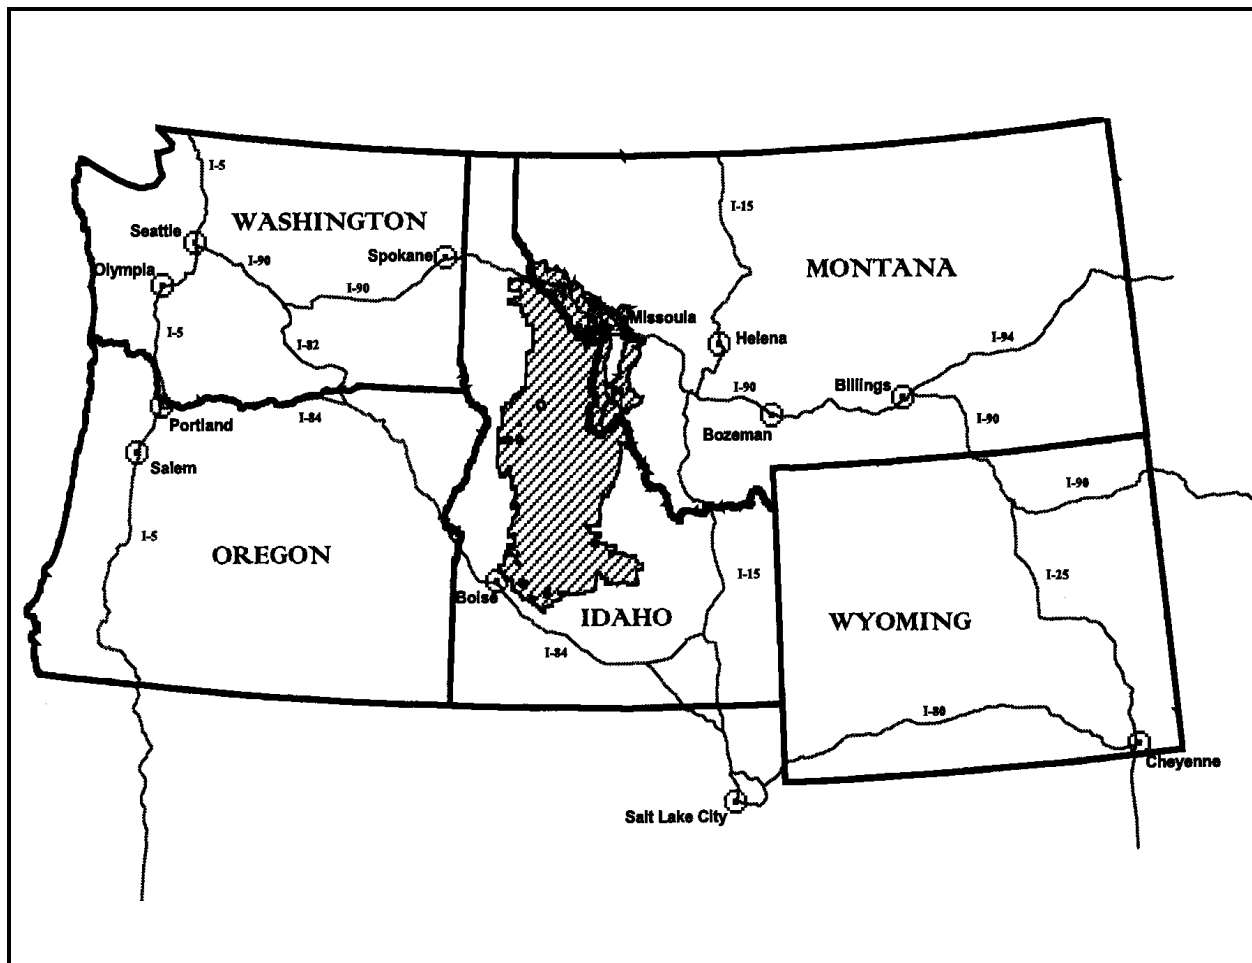 I-5
I-15
Seattle
WASHINGTON
Spokane
I-90
Olympia
I-90
MONTANA
I-5
Missoula
I-82
Helena
I-94
I-90
Billings
I-84
Portland
Bozeman
I-90
Salem
I-90
I-5
OREGON
I-15
I-25
Boise
IDAHO
WYOMING
I-84
I-80
Cheyenne
Salt Lake City